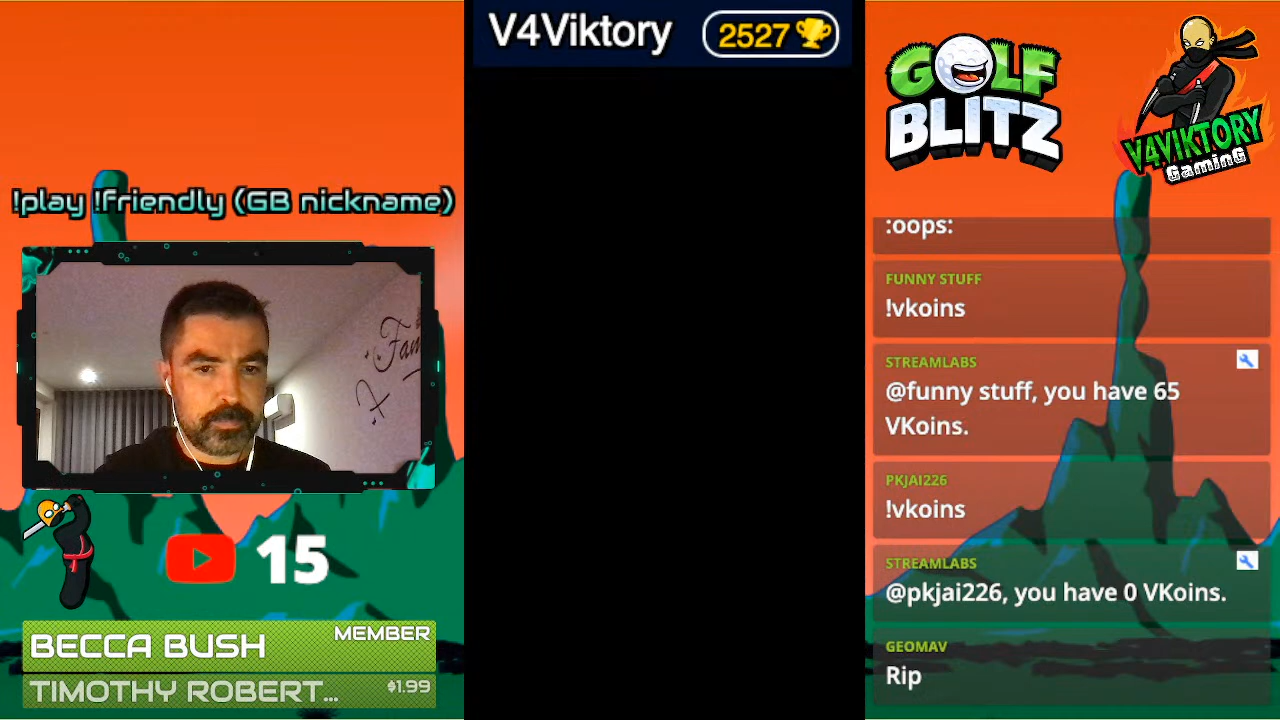 !play !friendly (GB nickname)
Fam
15
BECCA BUSH
MEMBER
TIMOTHY ROBERT...
$1.99
V4Viktory
2527
GOLF
BLITZ
V4VIKTORY
GaminG
:oops:
FUNNY STUFF
!vkoins
STREAMLABS
@funny stuff, you have 65
VKoins.
PKJAI226
!vkoins
STREAMLABS
@pkjai226, you have 0 VKoins.
GEOMAV
Rip